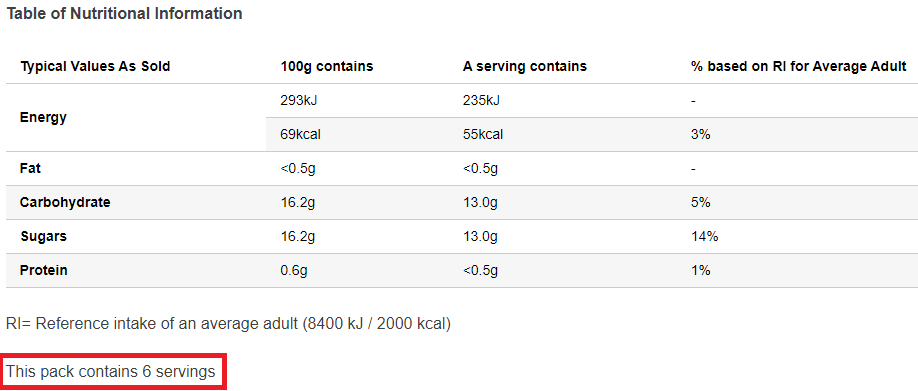 Table of Nutritional Information
Typical Values As Sold 100g contains A serving contains % based on RI for Average Adult
Energy 293kJ 235kJ -
69kcal 55kcal 3%
Fat <0.5g <0.5g -
Carbohydrate 16.2g 13.0g 5%
Sugars 16.2g 13.0g 14%
Protein 0.6g <0.5g 1%
RI= Reference intake of an average adult (8400 kJ / 2000 kcal)
This pack contains 6 servings